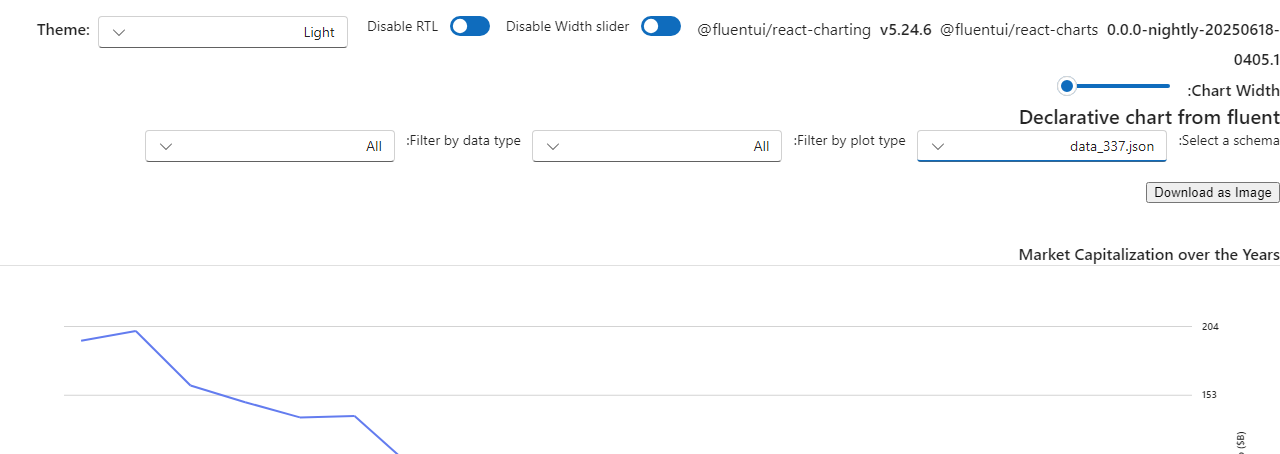 Theme: Light Disable RTL Disable Width slider @fluentui/react-charting v5.24.6 @fluentui/react-charts 0.0.0-nightly-20250618-
0405.1
:Chart Width
Declarative chart from fluent
:Select a schema data_337.json :Filter by plot type All :Filter by data type All
Download as Image
Market Capitalization over the Years
204
153
($B)